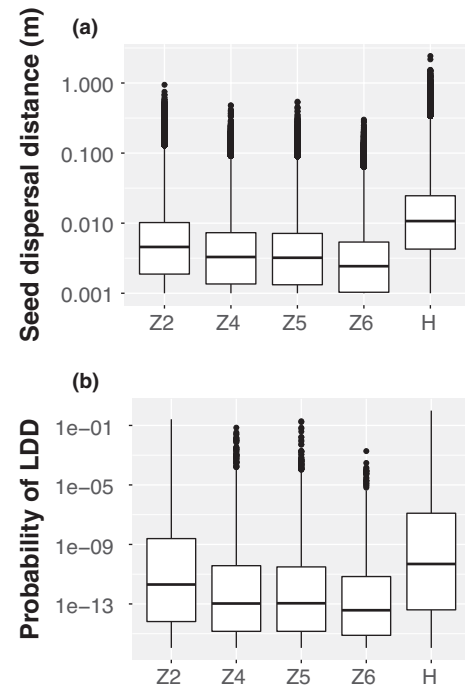 (a)
Seed dispersal distance (m)
1.000
0.100
0.010
0.001
Z2 Z4 Z5 Z6 H
(b)
Probability of LDD
1e−01
1e−05
1e−09
1e−13
Z2 Z4 Z5 Z6 H